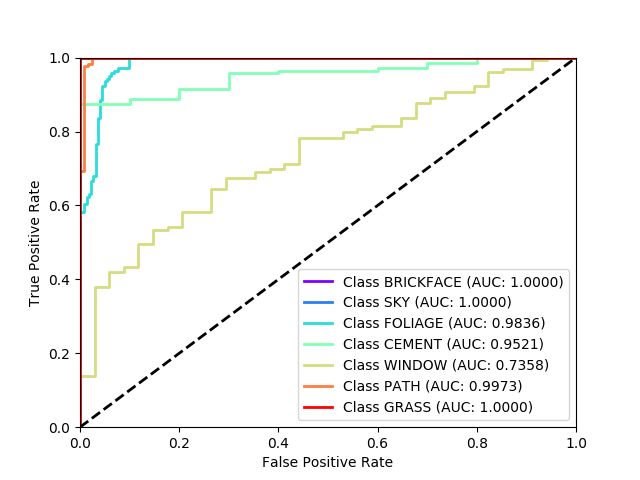 1.0
0.8
0.6
0.4
0.2
0.0
True Positive Rate
Class BRICKFACE (AUC: 1.0000)
Class SKY (AUC: 1.0000)
Class FOLIAGE (AUC: 0.9836)
Class CEMENT (AUC: 0.9521)
Class WINDOW (AUC: 0.7358)
Class PATH (AUC: 0.9973)
Class GRASS (AUC: 1.0000)
0.0 0.2 0.4 0.6 0.8 1.0
False Positive Rate